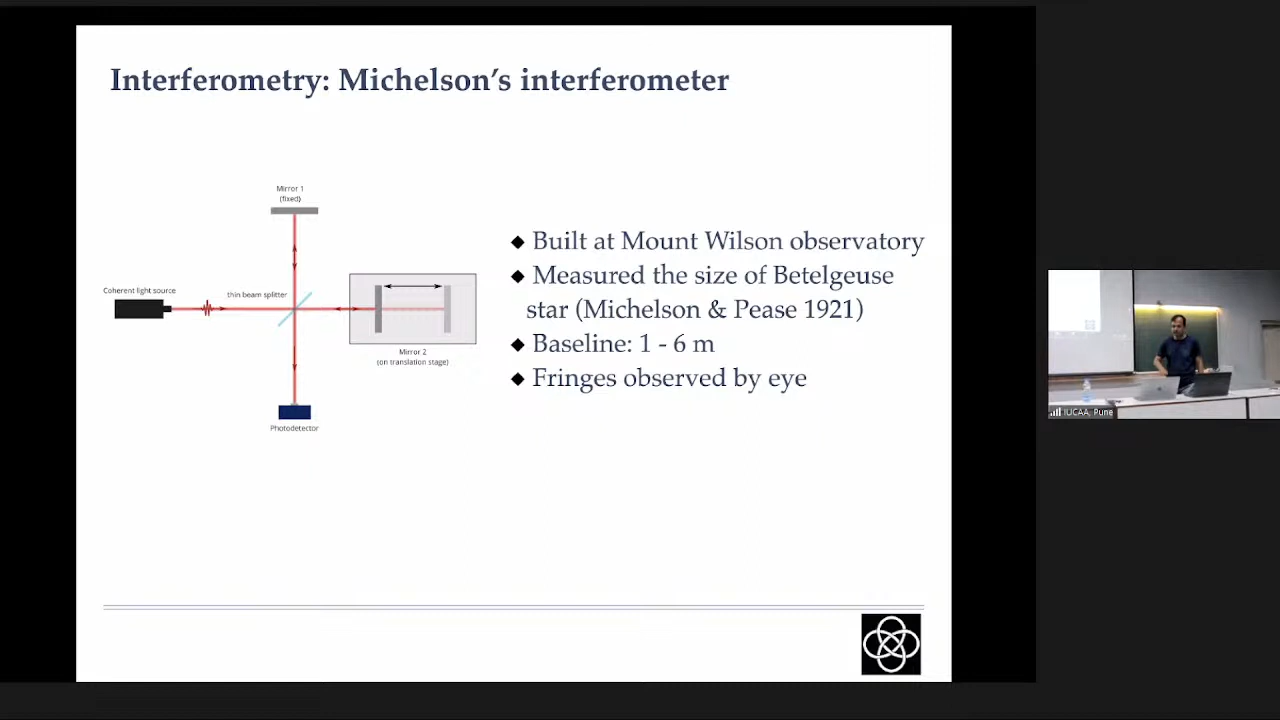 Interferometry: Michelson's interferometer
Mirror 1
(fixed)
Coherent light source
thin beam splitter
Mirror 2
(on translation stage)
Photodetector
◆ Built at Mount Wilson observatory
◆ Measured the size of Betelgeuse
star (Michelson & Pease 1921)
◆ Baseline: 1 - 6 m
◆ Fringes observed by eye
IUCAA, Pune